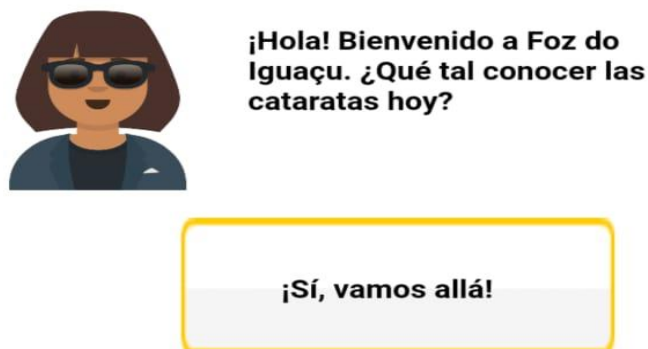 ¡Hola! Bienvenido a Foz do
Iguaçu. ¿Qué tal conocer las
cataratas hoy?
¡Sí, vamos allá!